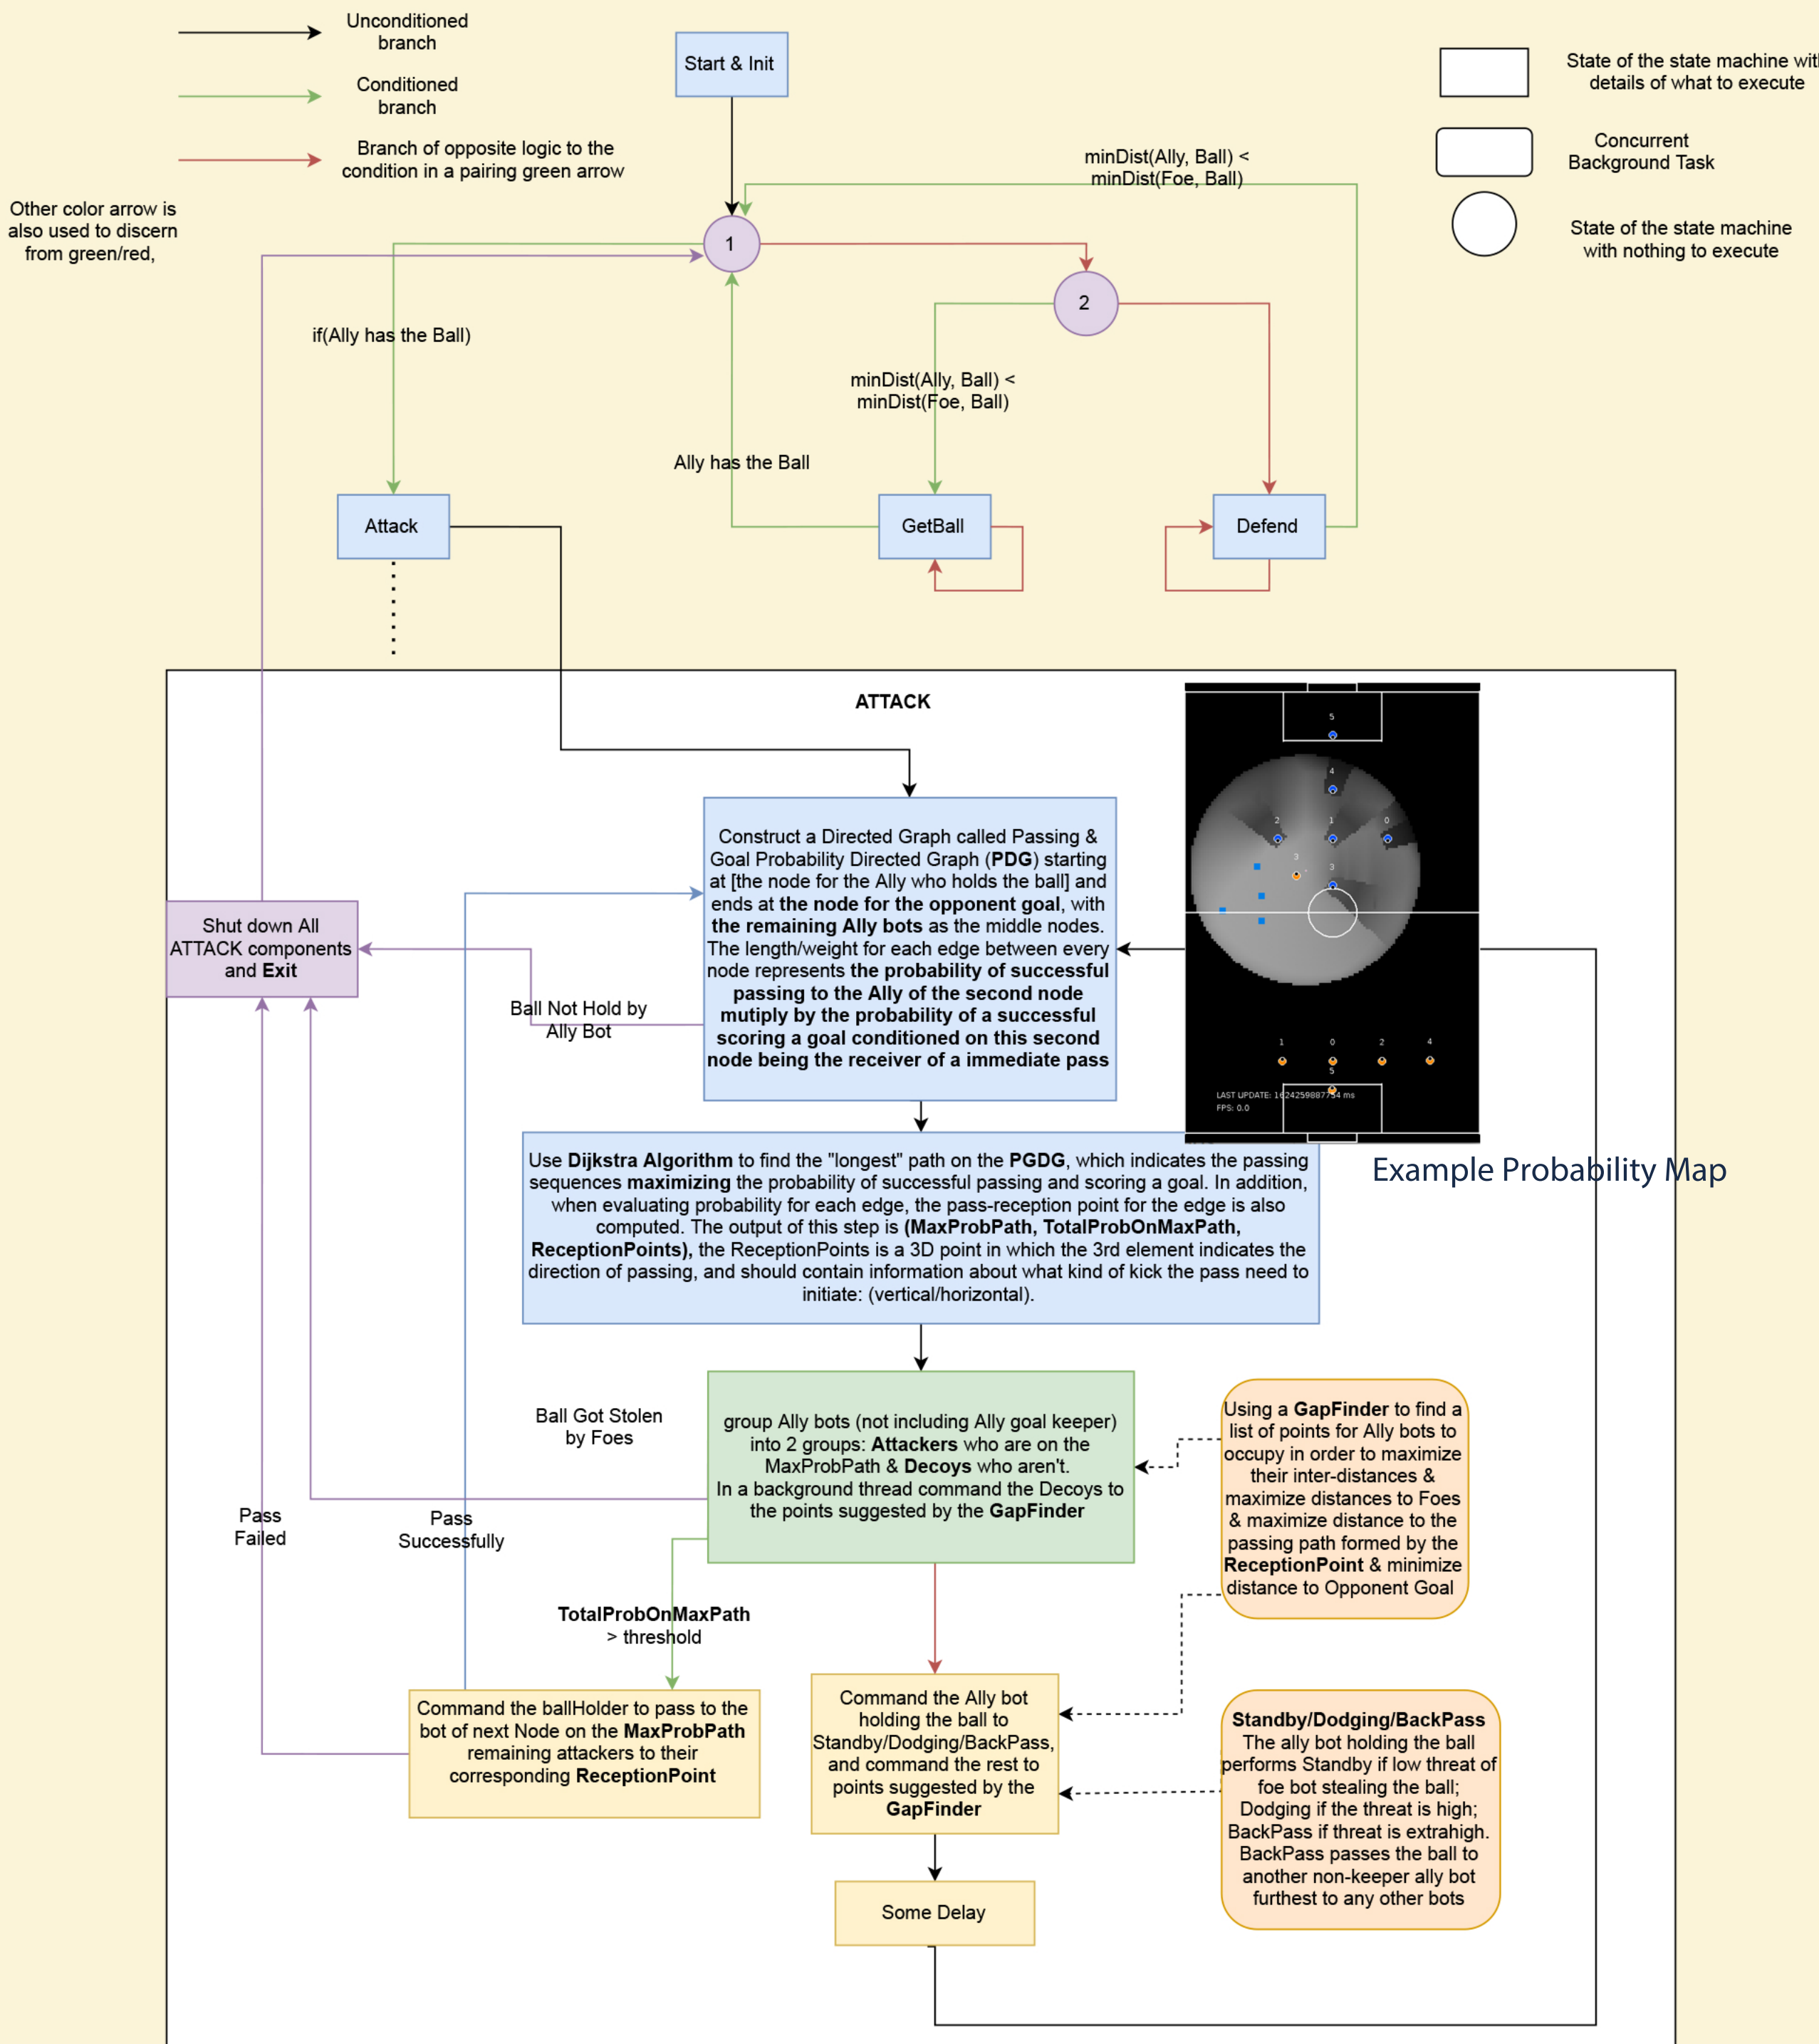 Unconditioned
branch
Conditioned
branch
Branch of opposite logic to the
condition in a pairing green arrow
Other color arrow is
also used to discern
from green/red,
Start & Init
State of the state machine wit
details of what to execute
Concurrent
Background Task
State of the state machine
with nothing to execute
minDist(Ally, Ball) <
minDist(Foe, Ball)
1
2
if(Ally has the Ball)
minDist(Ally, Ball) <
minDist(Foe, Ball)
Ally has the Ball
Attack
GetBall
Defend
ATTACK
Construct a Directed Graph called Passing &
Goal Probability Directed Graph (PDG) starting
at [the node for the Ally who holds the ball] and
ends at the node for the opponent goal, with
the remaining Ally bots as the middle nodes.
The length/weight for each edge between every
node represents the probability of successful
passing to the Ally of the second node
mutiply by the probability of a successful
scoring a goal conditioned on this second
node being the receiver of a immediate pass
5
4
2
1
0
3
3
1
0
2
4
5
LAST UPDATE: 1624259887754 ms
FPS: 0.0
Example Probability Map
Shut down All
ATTACK components
and Exit
Ball Not Hold by
Ally Bot
Use Dijkstra Algorithm to find the "longest" path on the PGDG, which indicates the passing
sequences maximizing the probability of successful passing and scoring a goal. In addition,
when evaluating probability for each edge, the pass-reception point for the edge is also
computed. The output of this step is (MaxProbPath, TotalProbOnMaxPath,
ReceptionPoints), the ReceptionPoints is a 3D point in which the 3rd element indicates the
direction of passing, and should contain information about what kind of kick the pass need to
initiate: (vertical/horizontal).
Ball Got Stolen
by Foes
group Ally bots (not including Ally goal keeper)
into 2 groups: Attackers who are on the
MaxProbPath & Decoys who aren't.
In a background thread command the Decoys to
the points suggested by the GapFinder
Using a GapFinder to find a
list of points for Ally bots to
occupy in order to maximize
their inter-distances &
maximize distances to Foes
& maximize distance to the
passing path formed by the
ReceptionPoint & minimize
distance to Opponent Goal
Pass
Failed
Pass
Successfully
TotalProbOnMaxPath
> threshold
Command the ballHolder to pass to the
bot of next Node on the MaxProbPath
remaining attackers to their
corresponding ReceptionPoint
Command the Ally bot
holding the ball to
Standby/Dodging/BackPass,
and command the rest to
points suggested by the
GapFinder
Standby/Dodging/BackPass
The ally bot holding the ball
performs Standby if low threat of
foe bot stealing the ball;
Dodging if the threat is high;
BackPass if threat is extrahigh.
BackPass passes the ball to
another non-keeper ally bot
furthest to any other bots
Some Delay